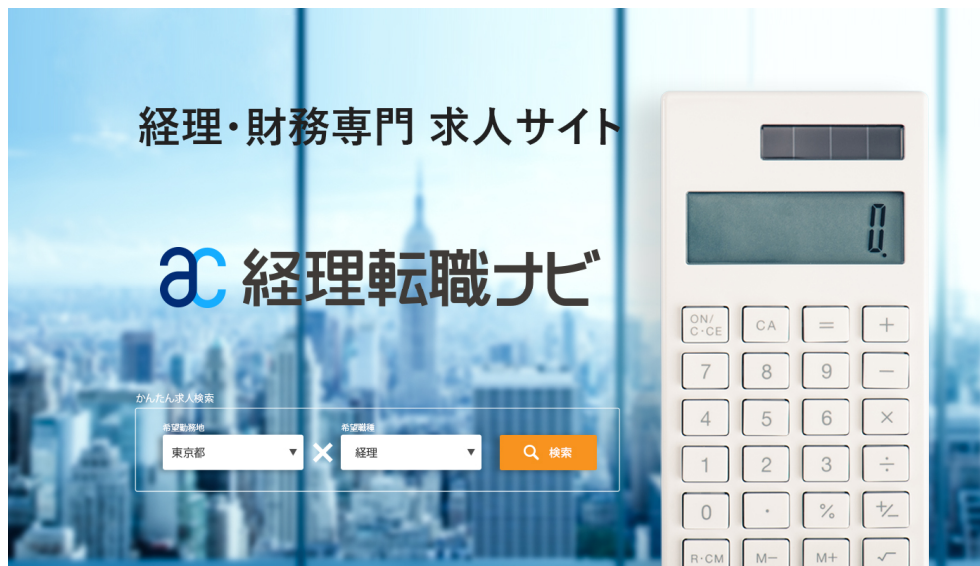 経理・財務専門 求人サイト
ac 経理転職ナビ
かんたん求人検索
希望勤務地
希望職種
東京都 ▼ × 経理 ▼ 検索
0.
ON/C・CE CA = +
7 8 9 −
4 5 6 ×
1 2 3 ÷
0 · % +/−
R・CM M− M+ √